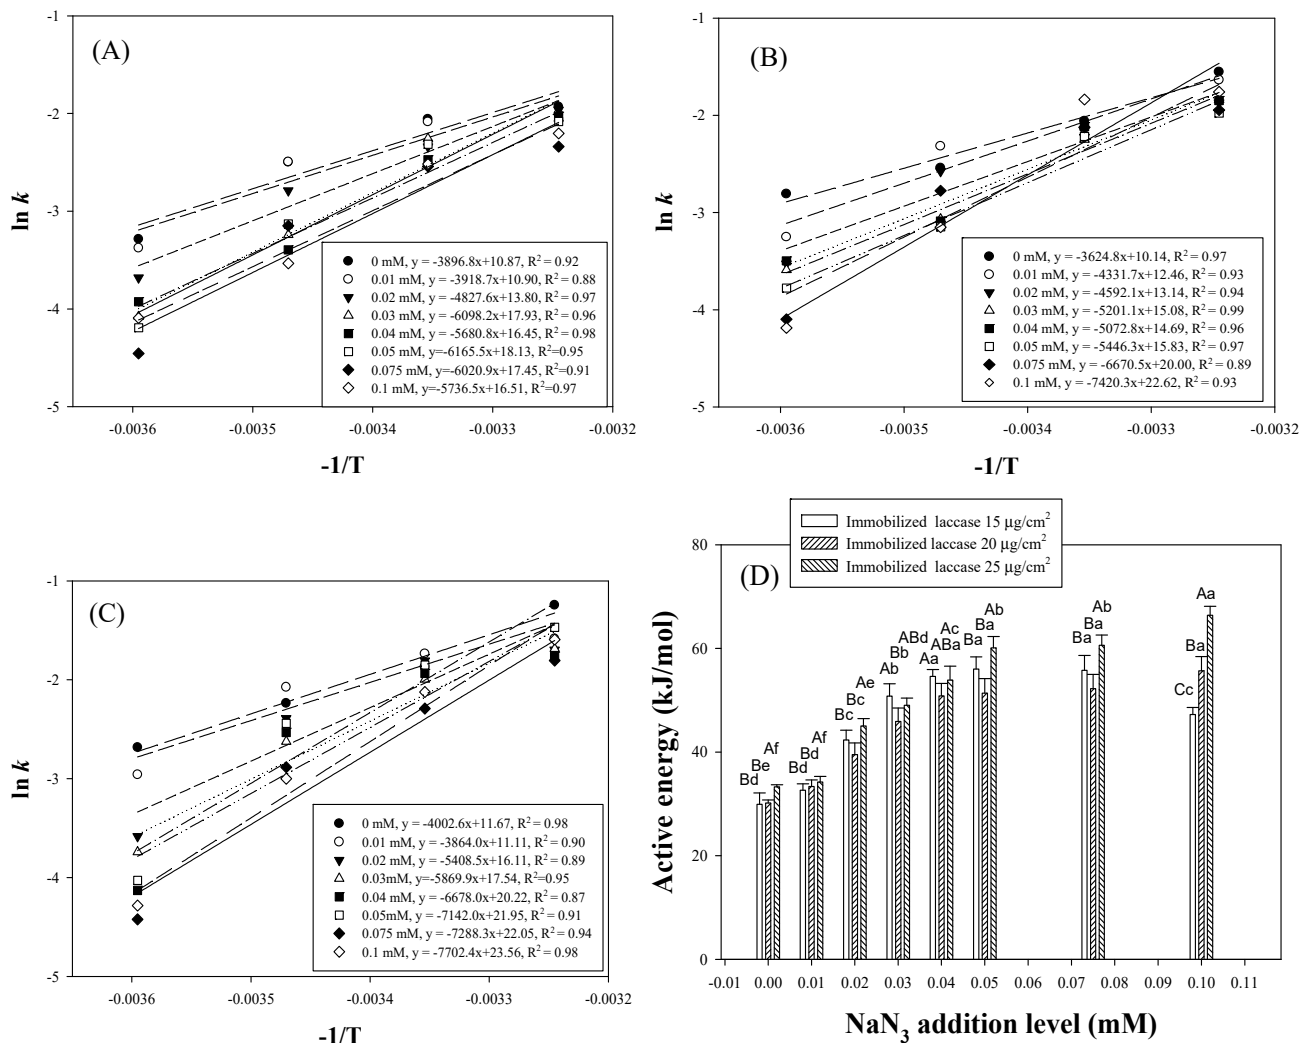 (A)
-1
-2
-3
-4
-5
ln k
0 mM, y = -3896.8x+10.87, R² = 0.92
0.01 mM, y = -3918.7x+10.90, R² = 0.88
0.02 mM, y = -4827.6x+13.80, R² = 0.97
0.03 mM, y = -6098.2x+17.93, R² = 0.96
0.04 mM, y = -5680.8x+16.45, R² = 0.98
0.05 mM, y=-6165.5x+18.13, R²=0.95
0.075 mM, y=-6020.9x+17.45, R²=0.91
0.1 mM, y=-5736.5x+16.51, R²=0.97
-0.0036 -0.0035 -0.0034 -0.0033 -0.0032
-1/T
(B)
-1
-2
-3
-4
-5
ln k
0 mM, y = -3624.8x+10.14, R² = 0.97
0.01 mM, y = -4331.7x+12.46, R² = 0.93
0.02 mM, y = -4592.1x+13.14, R² = 0.94
0.03 mM, y = -5201.1x+15.08, R² = 0.99
0.04 mM, y = -5072.8x+14.69, R² = 0.96
0.05 mM, y = -5446.3x+15.83, R² = 0.97
0.075 mM, y = -6670.5x+20.00, R² = 0.89
0.1 mM, y = -7420.3x+22.62, R² = 0.93
-0.0036 -0.0035 -0.0034 -0.0033 -0.0032
-1/T
(C)
-1
-2
-3
-4
-5
ln k
0 mM, y = -4002.6x+11.67, R² = 0.98
0.01 mM, y = -3864.0x+11.11, R² = 0.90
0.02 mM, y = -5408.5x+16.11, R² = 0.89
0.03mM, y = -5869.9x+17.54, R²=0.95
0.04 mM, y = -6678.0x+20.22, R² = 0.87
0.05mM, y = -7142.0x+21.95, R² = 0.91
0.075 mM, y = -7288.3x+22.05, R² = 0.94
0.1 mM, y = -7702.4x+23.56, R² = 0.98
-0.0036 -0.0035 -0.0034 -0.0033 -0.0032
-1/T
Immobilized laccase 15 μg/cm²
Immobilized laccase 20 μg/cm²
Immobilized laccase 25 μg/cm²
(D)
80
60
40
20
0
Active energy (kJ/mol)
Bd Be Af
Bd Bd Af
Bc Bc Ae
Ab Bb ABd
Aa ABa Ac
Ba Ba Ab
Ba Ba Ab
Cc Ba Aa
-0.01 0.00 0.01 0.02 0.03 0.04 0.05 0.06 0.07 0.08 0.09 0.10 0.11
NaN₃ addition level (mM)